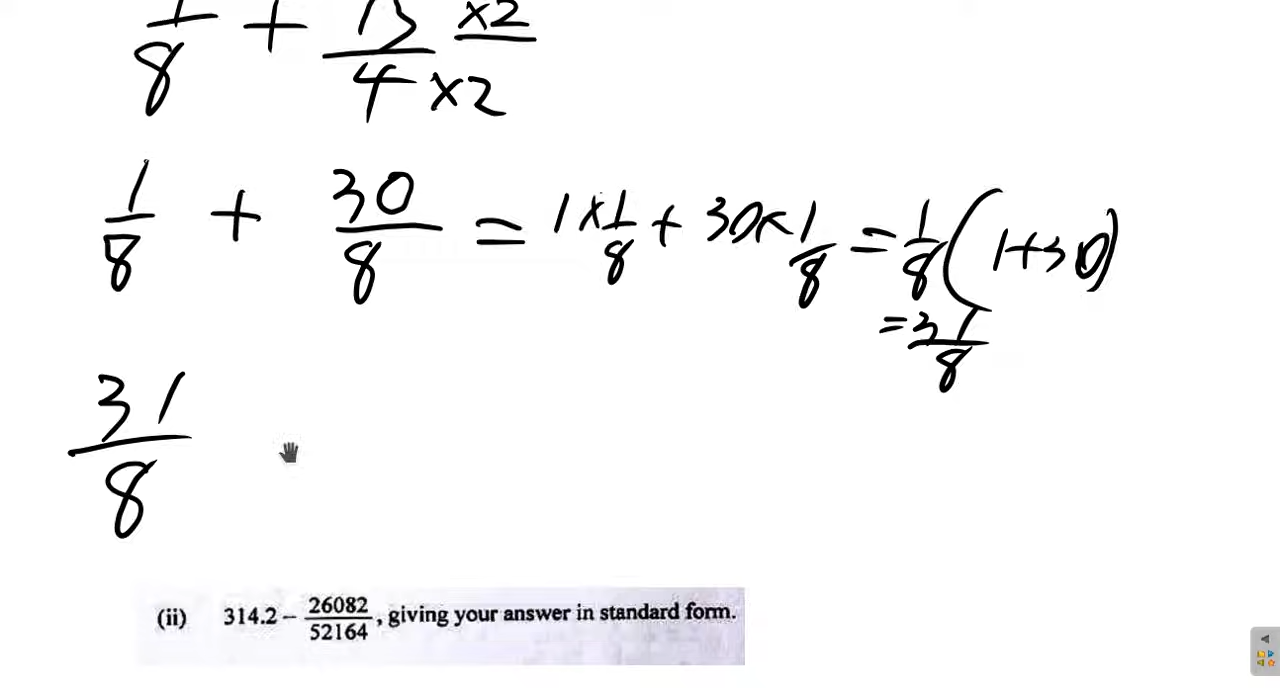 1/8 + 15/4 ×2/×2
1/8 + 30/8 = 1×1/8 + 30×1/8 = 1/8(1+30)
= 31/8
31/8
(ii) 314.2 − 26082/52164, giving your answer in standard form.